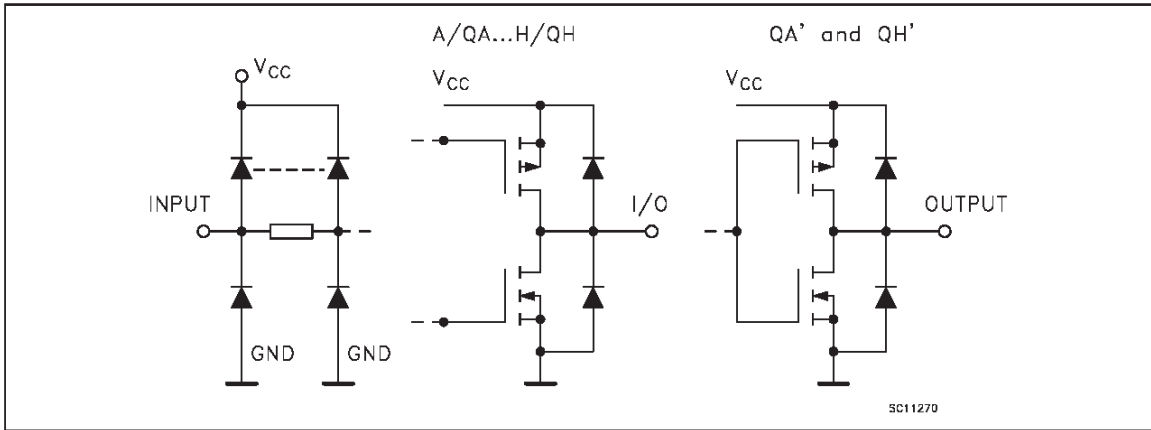 A/QA...H/QH
QA' and QH'
VCC
VCC
VCC
INPUT
I/O
OUTPUT
GND
GND
SC11270